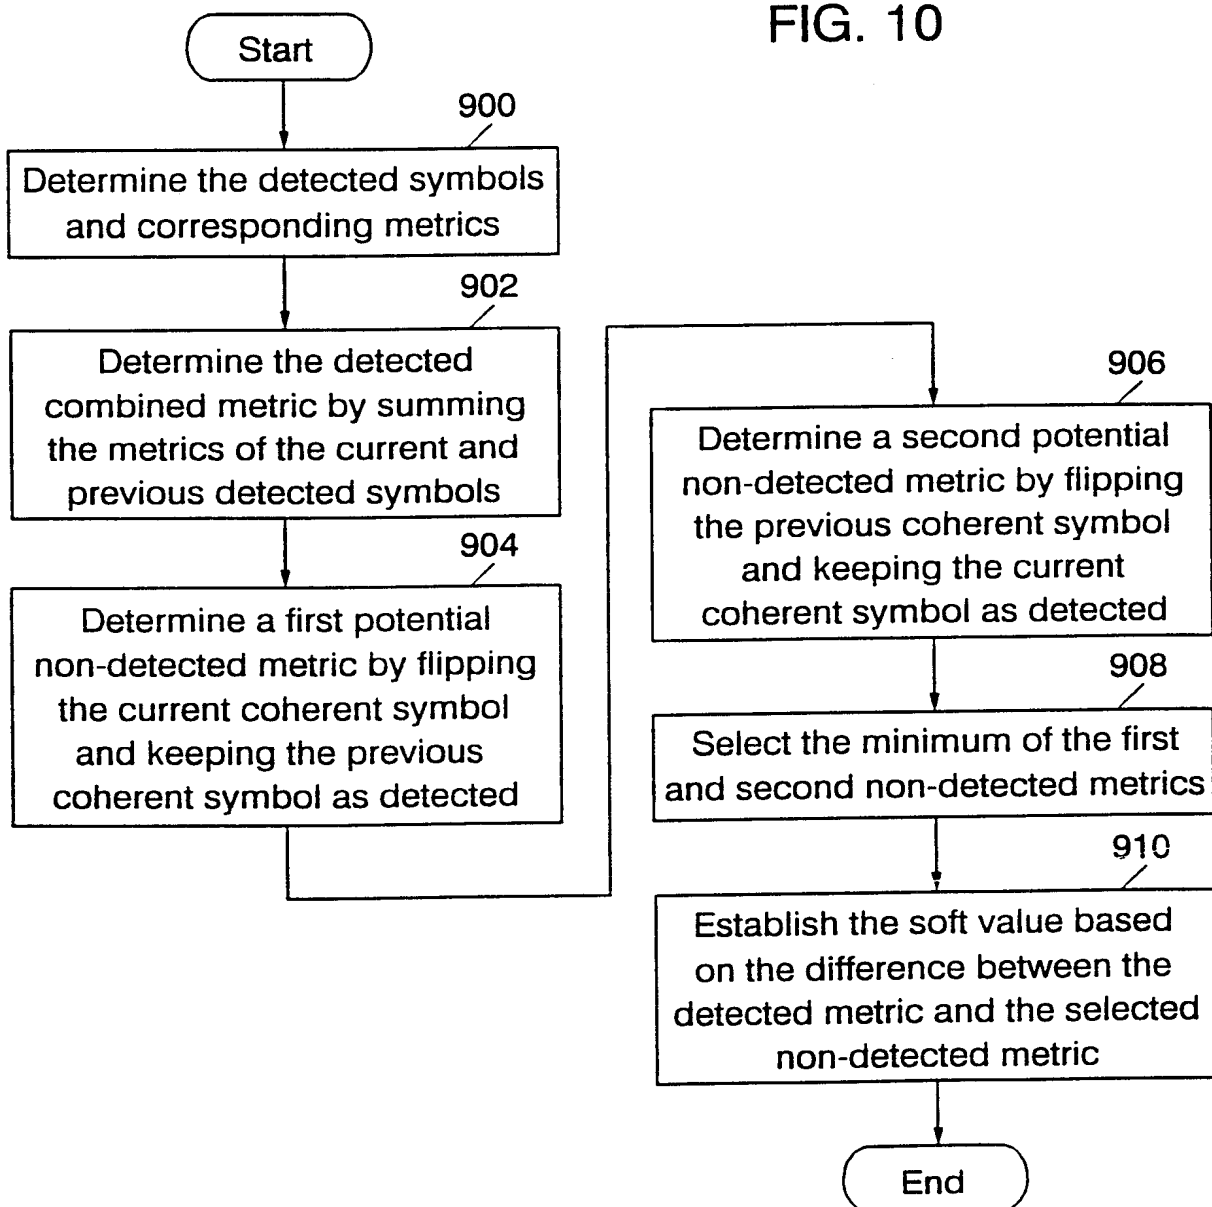 FIG. 10
Start
900
Determine the detected symbols
and corresponding metrics
902
Determine the detected
combined metric by summing
the metrics of the current and
previous detected symbols
904
Determine a first potential
non-detected metric by flipping
the current coherent symbol
and keeping the previous
coherent symbol as detected
906
Determine a second potential
non-detected metric by flipping
the previous coherent symbol
and keeping the current
coherent symbol as detected
908
Select the minimum of the first
and second non-detected metrics
910
Establish the soft value based
on the difference between the
detected metric and the selected
non-detected metric
End